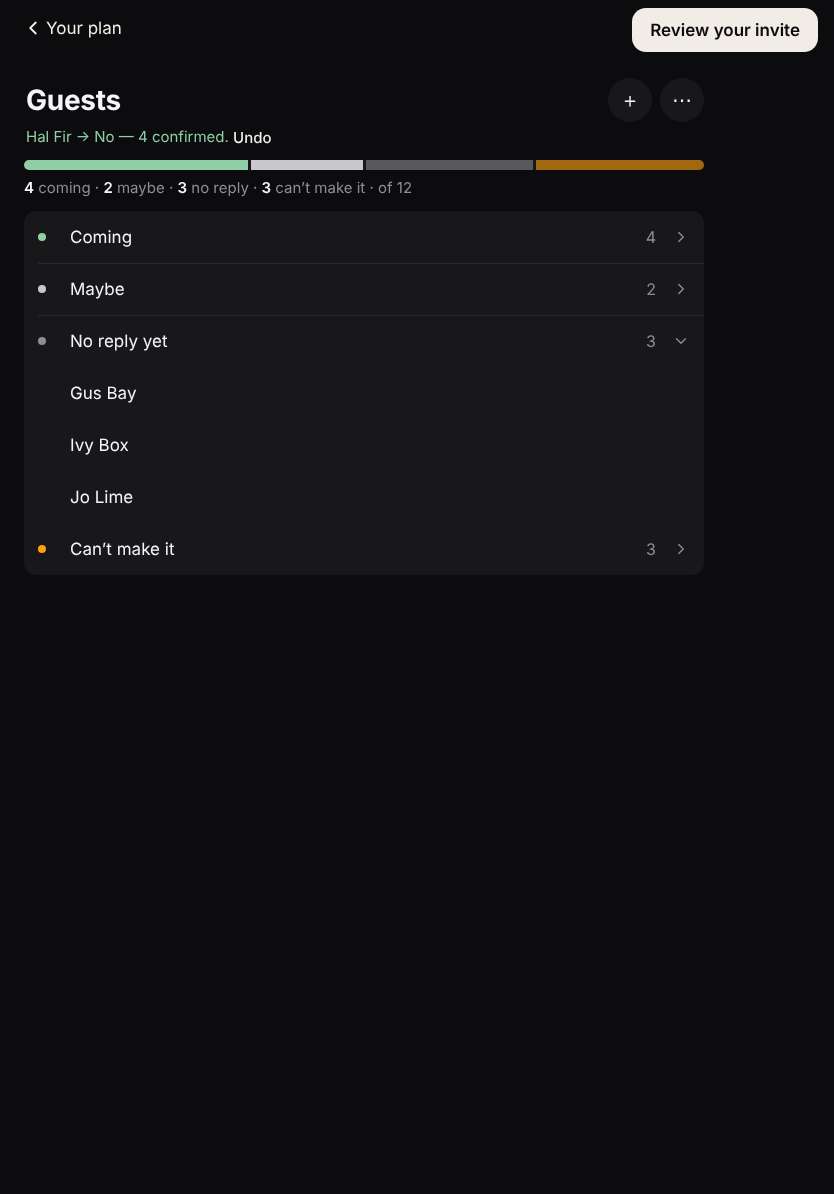 Your plan
Review your invite
Guests
+ ⋯
Hal Fir → No — 4 confirmed. Undo
4 coming · 2 maybe · 3 no reply · 3 can’t make it · of 12
Coming 4
Maybe 2
No reply yet 3
Gus Bay
Ivy Box
Jo Lime
Can’t make it 3